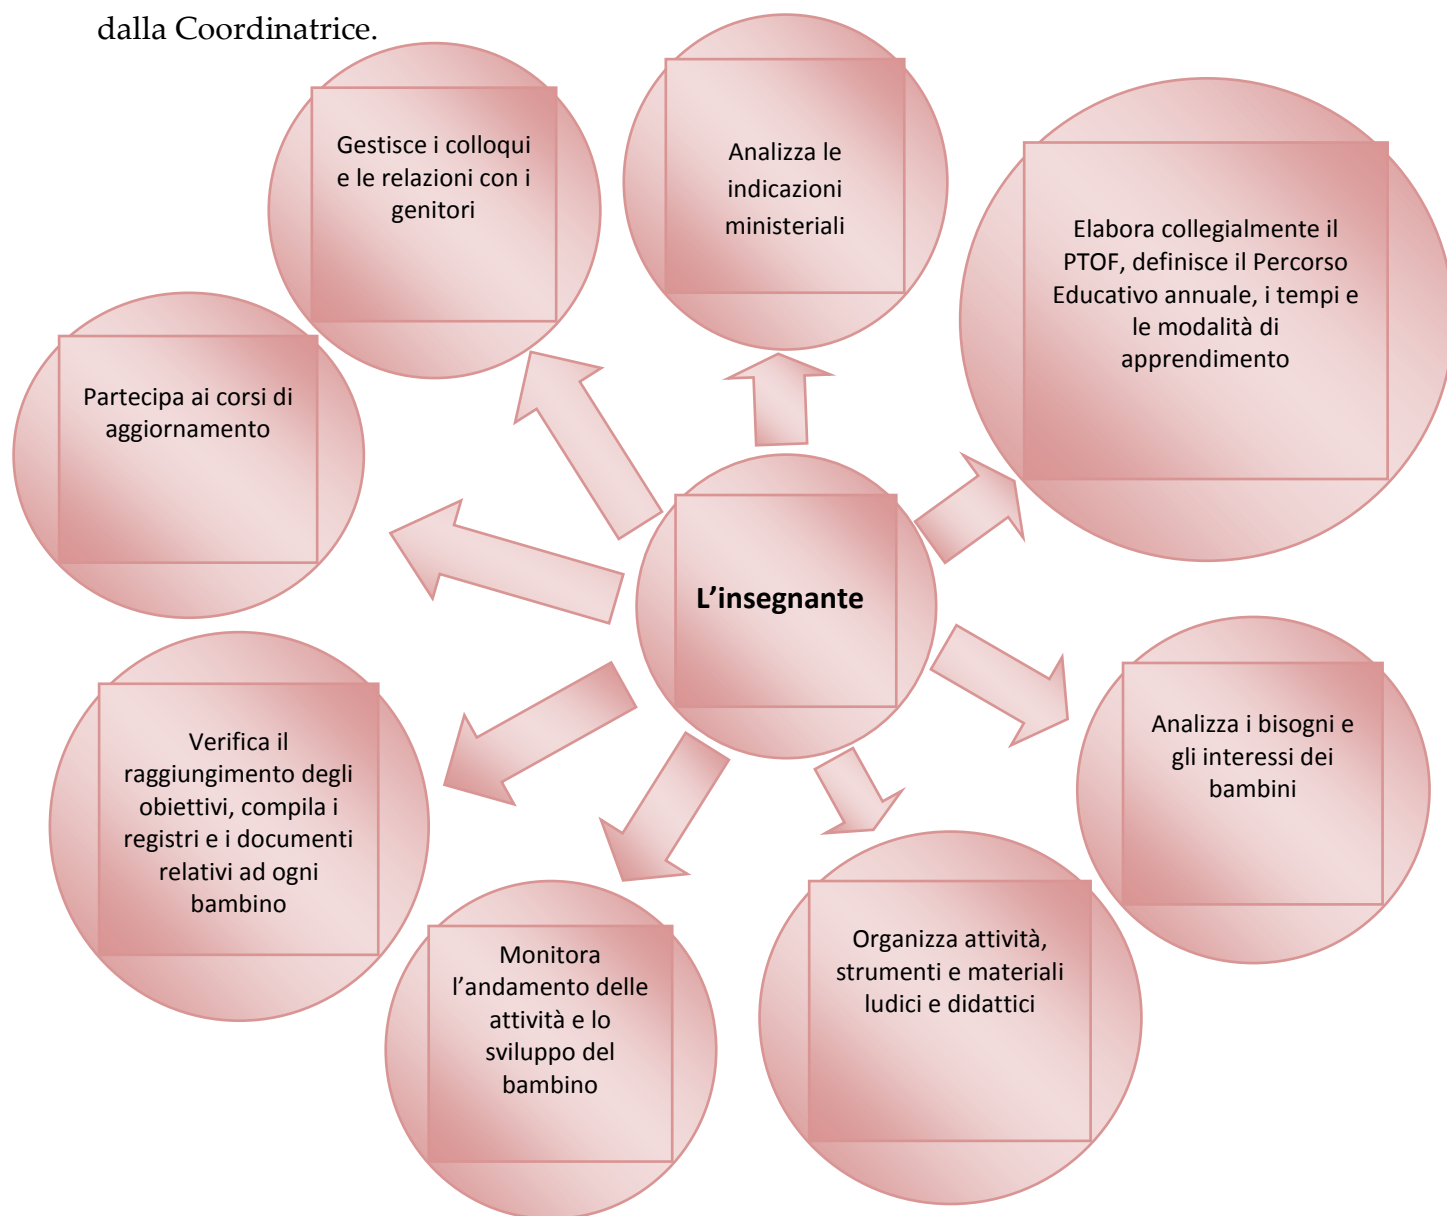 dalla Coordinatrice.
Gestisce i colloqui
e le relazioni con i
genitori
Analizza le
indicazioni
ministeriali
Elabora collegialmente il
PTOF, definisce il Percorso
Educativo annuale, i tempi e
le modalità di
apprendimento
Partecipa ai corsi di
aggiornamento
L’insegnante
Analizza i bisogni e
gli interessi dei
bambini
Verifica il
raggiungimento degli
obiettivi, compila i
registri e i documenti
relativi ad ogni
bambino
Organizza attività,
strumenti e materiali
ludici e didattici
Monitora
l’andamento delle
attività e lo
sviluppo del
bambino